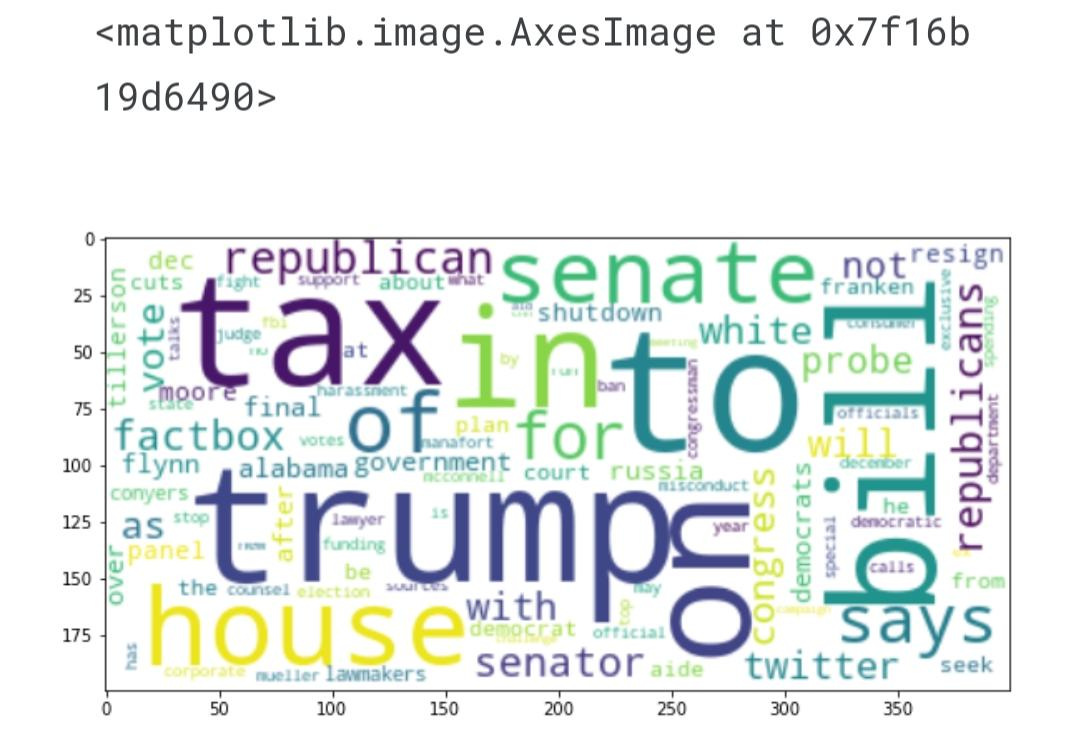 <matplotlib.image.AxesImage at 0x7f16b
19d6490>
0
25
50
75
100
125
150
175
0 50 100 150 200 250 300 350
dec
republican
senate
not
resign
cuts
fight
support
about
what
franken
tillerson
vote
talks
tax
judge
fbi
at
in
by
shutdown
to
white
meeting
ban
congressman
probe
consumer
bill
exclusive
republicans
spending
department
moore
state
harassment
final
of
plan
for
officials
will
december
factbox
votes
manafort
flynn
alabama
government
mcconnell
court
russia
misconduct
conyers
trump
on
year
congress
democrats
he
democratic
special
calls
as
stop
after
lawyer
is
panel
funding
over
be
sources
may
from
the
counsel
election
house
with
top
campaign
says
democrat
challenge
official
has
senator
aide
twitter
seek
corporate
mueller
lawmakers